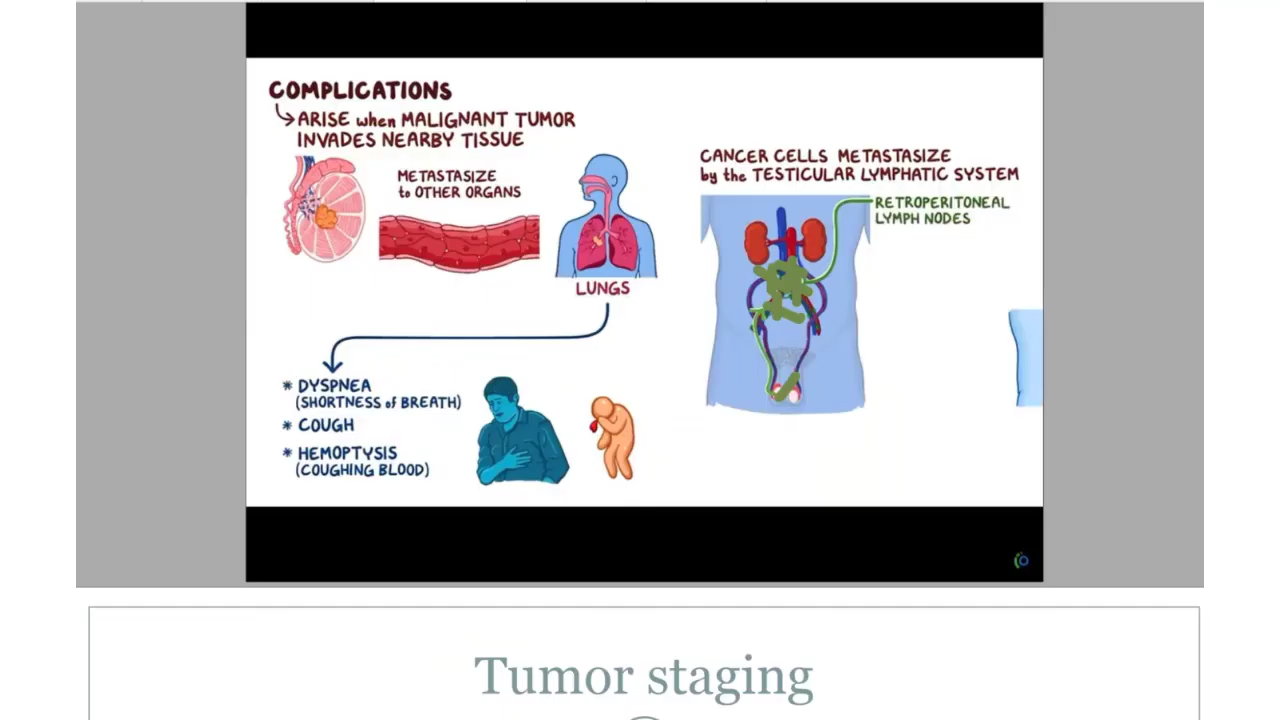 COMPLICATIONS
ARISE when MALIGNANT TUMOR
INVADES NEARBY TISSUE
METASTASIZE
to OTHER ORGANS
LUNGS
* DYSPNEA
(SHORTNESS of BREATH)
* COUGH
* HEMOPTYSIS
(COUGHING BLOOD)
CANCER CELLS METASTASIZE
by the TESTICULAR LYMPHATIC SYSTEM
RETROPERITONEAL
LYMPH NODES
Tumor staging